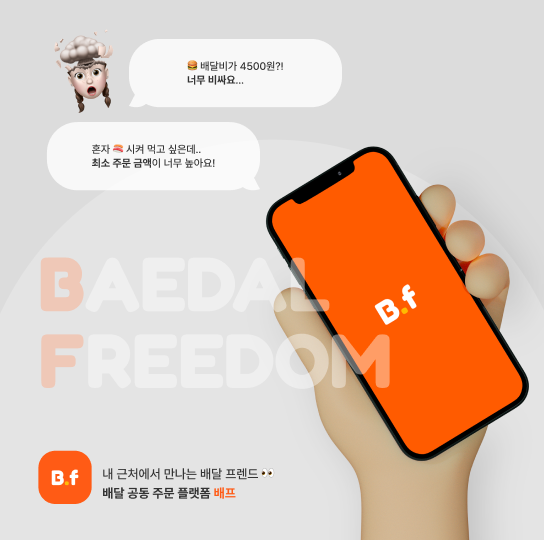 🍔 배달비가 4500원?!
너무 비싸요...
혼자 🍣 시켜 먹고 싶은데..
최소 주문 금액이 너무 높아요!
B.f
BAEDAL
FREEDOM
B.f
내 근처에서 만나는 배달 프렌드 👀
배달 공동 주문 플랫폼 배프